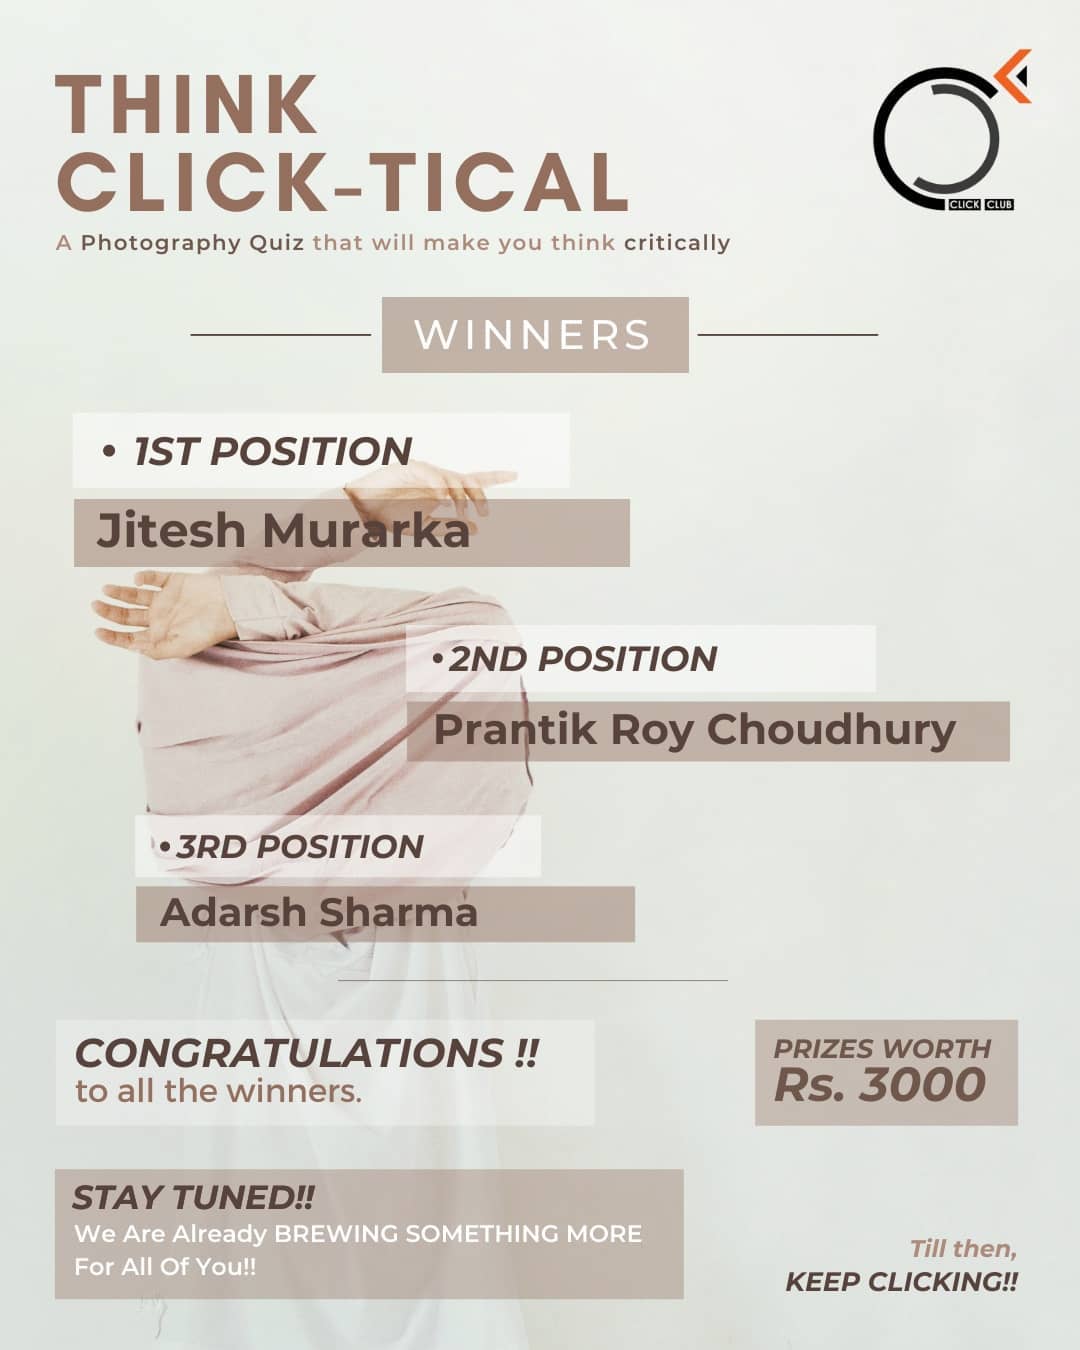 THINK
CLICK-TICAL
A Photography Quiz that will make you think critically
CLICK CLUB
WINNERS
• 1ST POSITION
Jitesh Murarka
• 2ND POSITION
Prantik Roy Choudhury
• 3RD POSITION
Adarsh Sharma
CONGRATULATIONS !!
to all the winners.
PRIZES WORTH
Rs. 3000
STAY TUNED!!
We Are Already BREWING SOMETHING MORE
For All Of You!!
Till then,
KEEP CLICKING!!